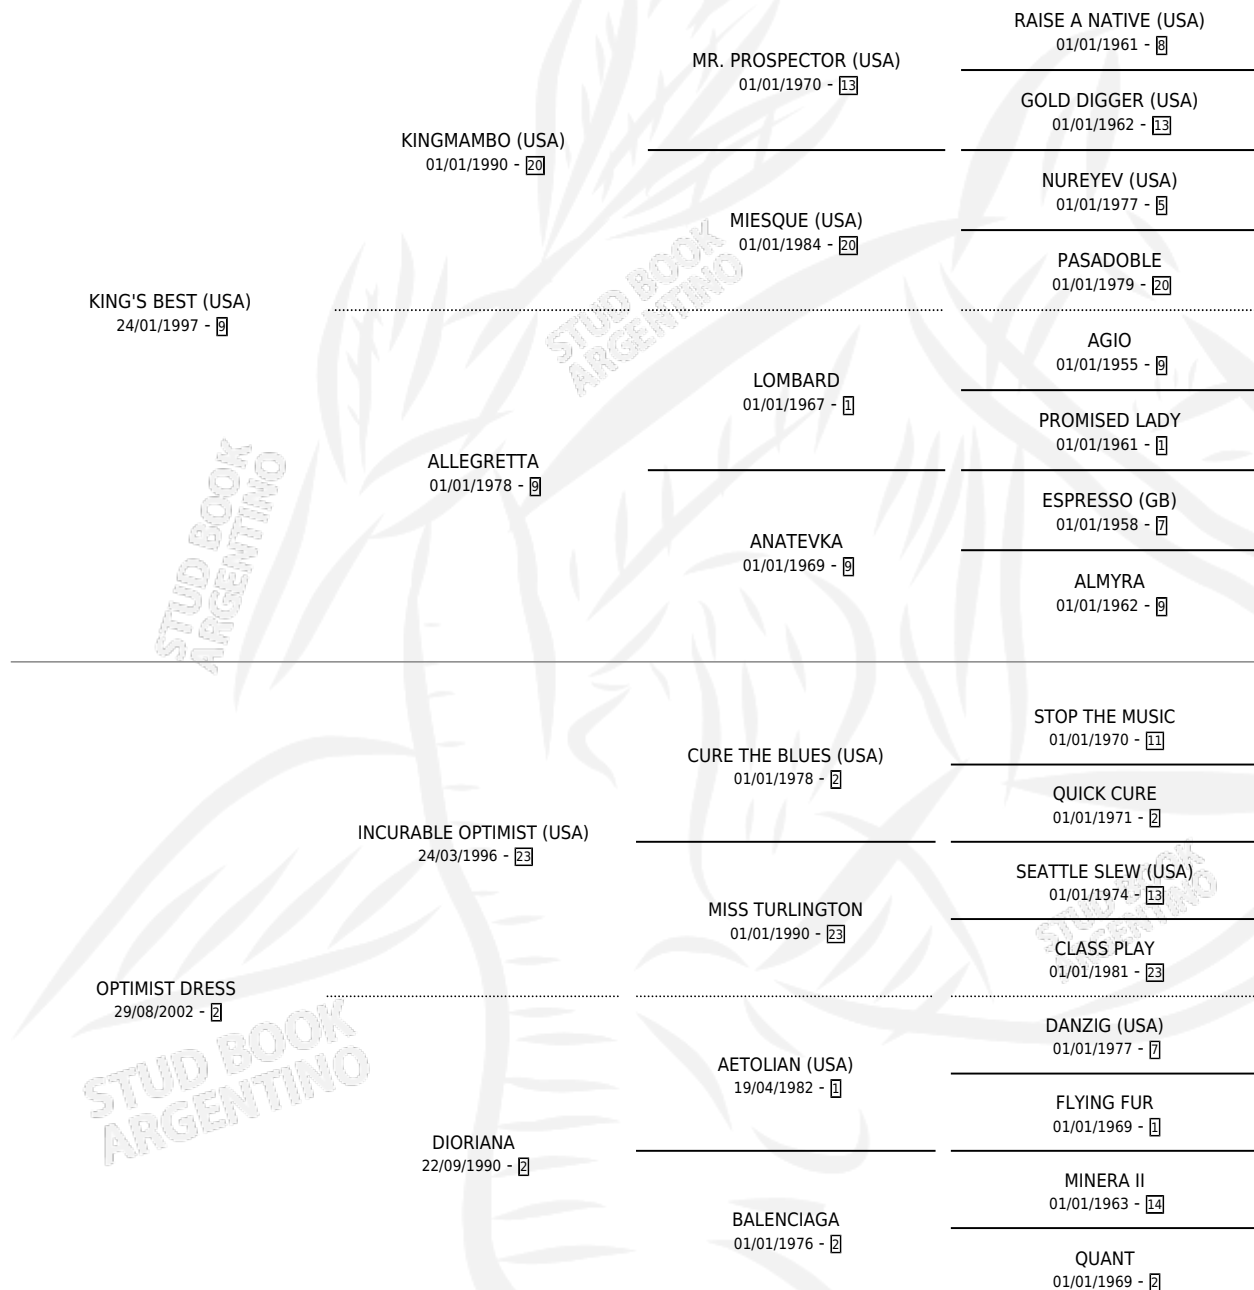 RAISE A NATIVE (USA)
01/01/1961 - 8
MR. PROSPECTOR (USA)
01/01/1970 - 13
GOLD DIGGER (USA)
01/01/1962 - 13
KINGMAMBO (USA)
01/01/1990 - 20
NUREYEV (USA)
01/01/1977 - 5
MIESQUE (USA)
01/01/1984 - 20
PASADOBLE
01/01/1979 - 20
KING'S BEST (USA)
24/01/1997 - 9
AGIO
01/01/1955 - 9
LOMBARD
01/01/1967 - 1
PROMISED LADY
01/01/1961 - 1
ALLEGRETTA
01/01/1978 - 9
ESPRESSO (GB)
01/01/1958 - 7
ANATEVKA
01/01/1969 - 9
ALMYRA
01/01/1962 - 9
STUD BOOK
ARGENTINO
STUD BOOK
ARGENTINO
STOP THE MUSIC
01/01/1970 - 11
CURE THE BLUES (USA)
01/01/1978 - 2
QUICK CURE
01/01/1971 - 2
INCURABLE OPTIMIST (USA)
24/03/1996 - 23
SEATTLE SLEW (USA)
01/01/1974 - 13
MISS TURLINGTON
01/01/1990 - 23
CLASS PLAY
01/01/1981 - 23
OPTIMIST DRESS
29/08/2002 - 2
DANZIG (USA)
01/01/1977 - 7
AETOLIAN (USA)
19/04/1982 - 1
FLYING FUR
01/01/1969 - 1
DIORIANA
22/09/1990 - 2
MINERA II
01/01/1963 - 14
BALENCIAGA
01/01/1976 - 2
QUANT
01/01/1969 - 2
STUD BOOK
ARGENTINO
STUD BOOK
ARGENTINO